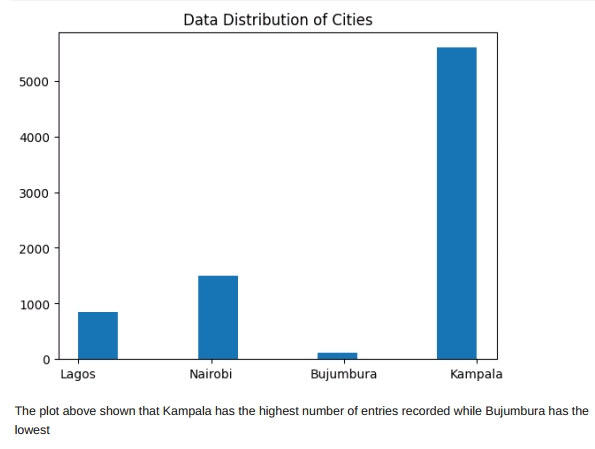 Data Distribution of Cities
5000
4000
3000
2000
1000
0
Lagos Nairobi Bujumbura Kampala
The plot above shown that Kampala has the highest number of entries recorded while Bujumbura has the
lowest